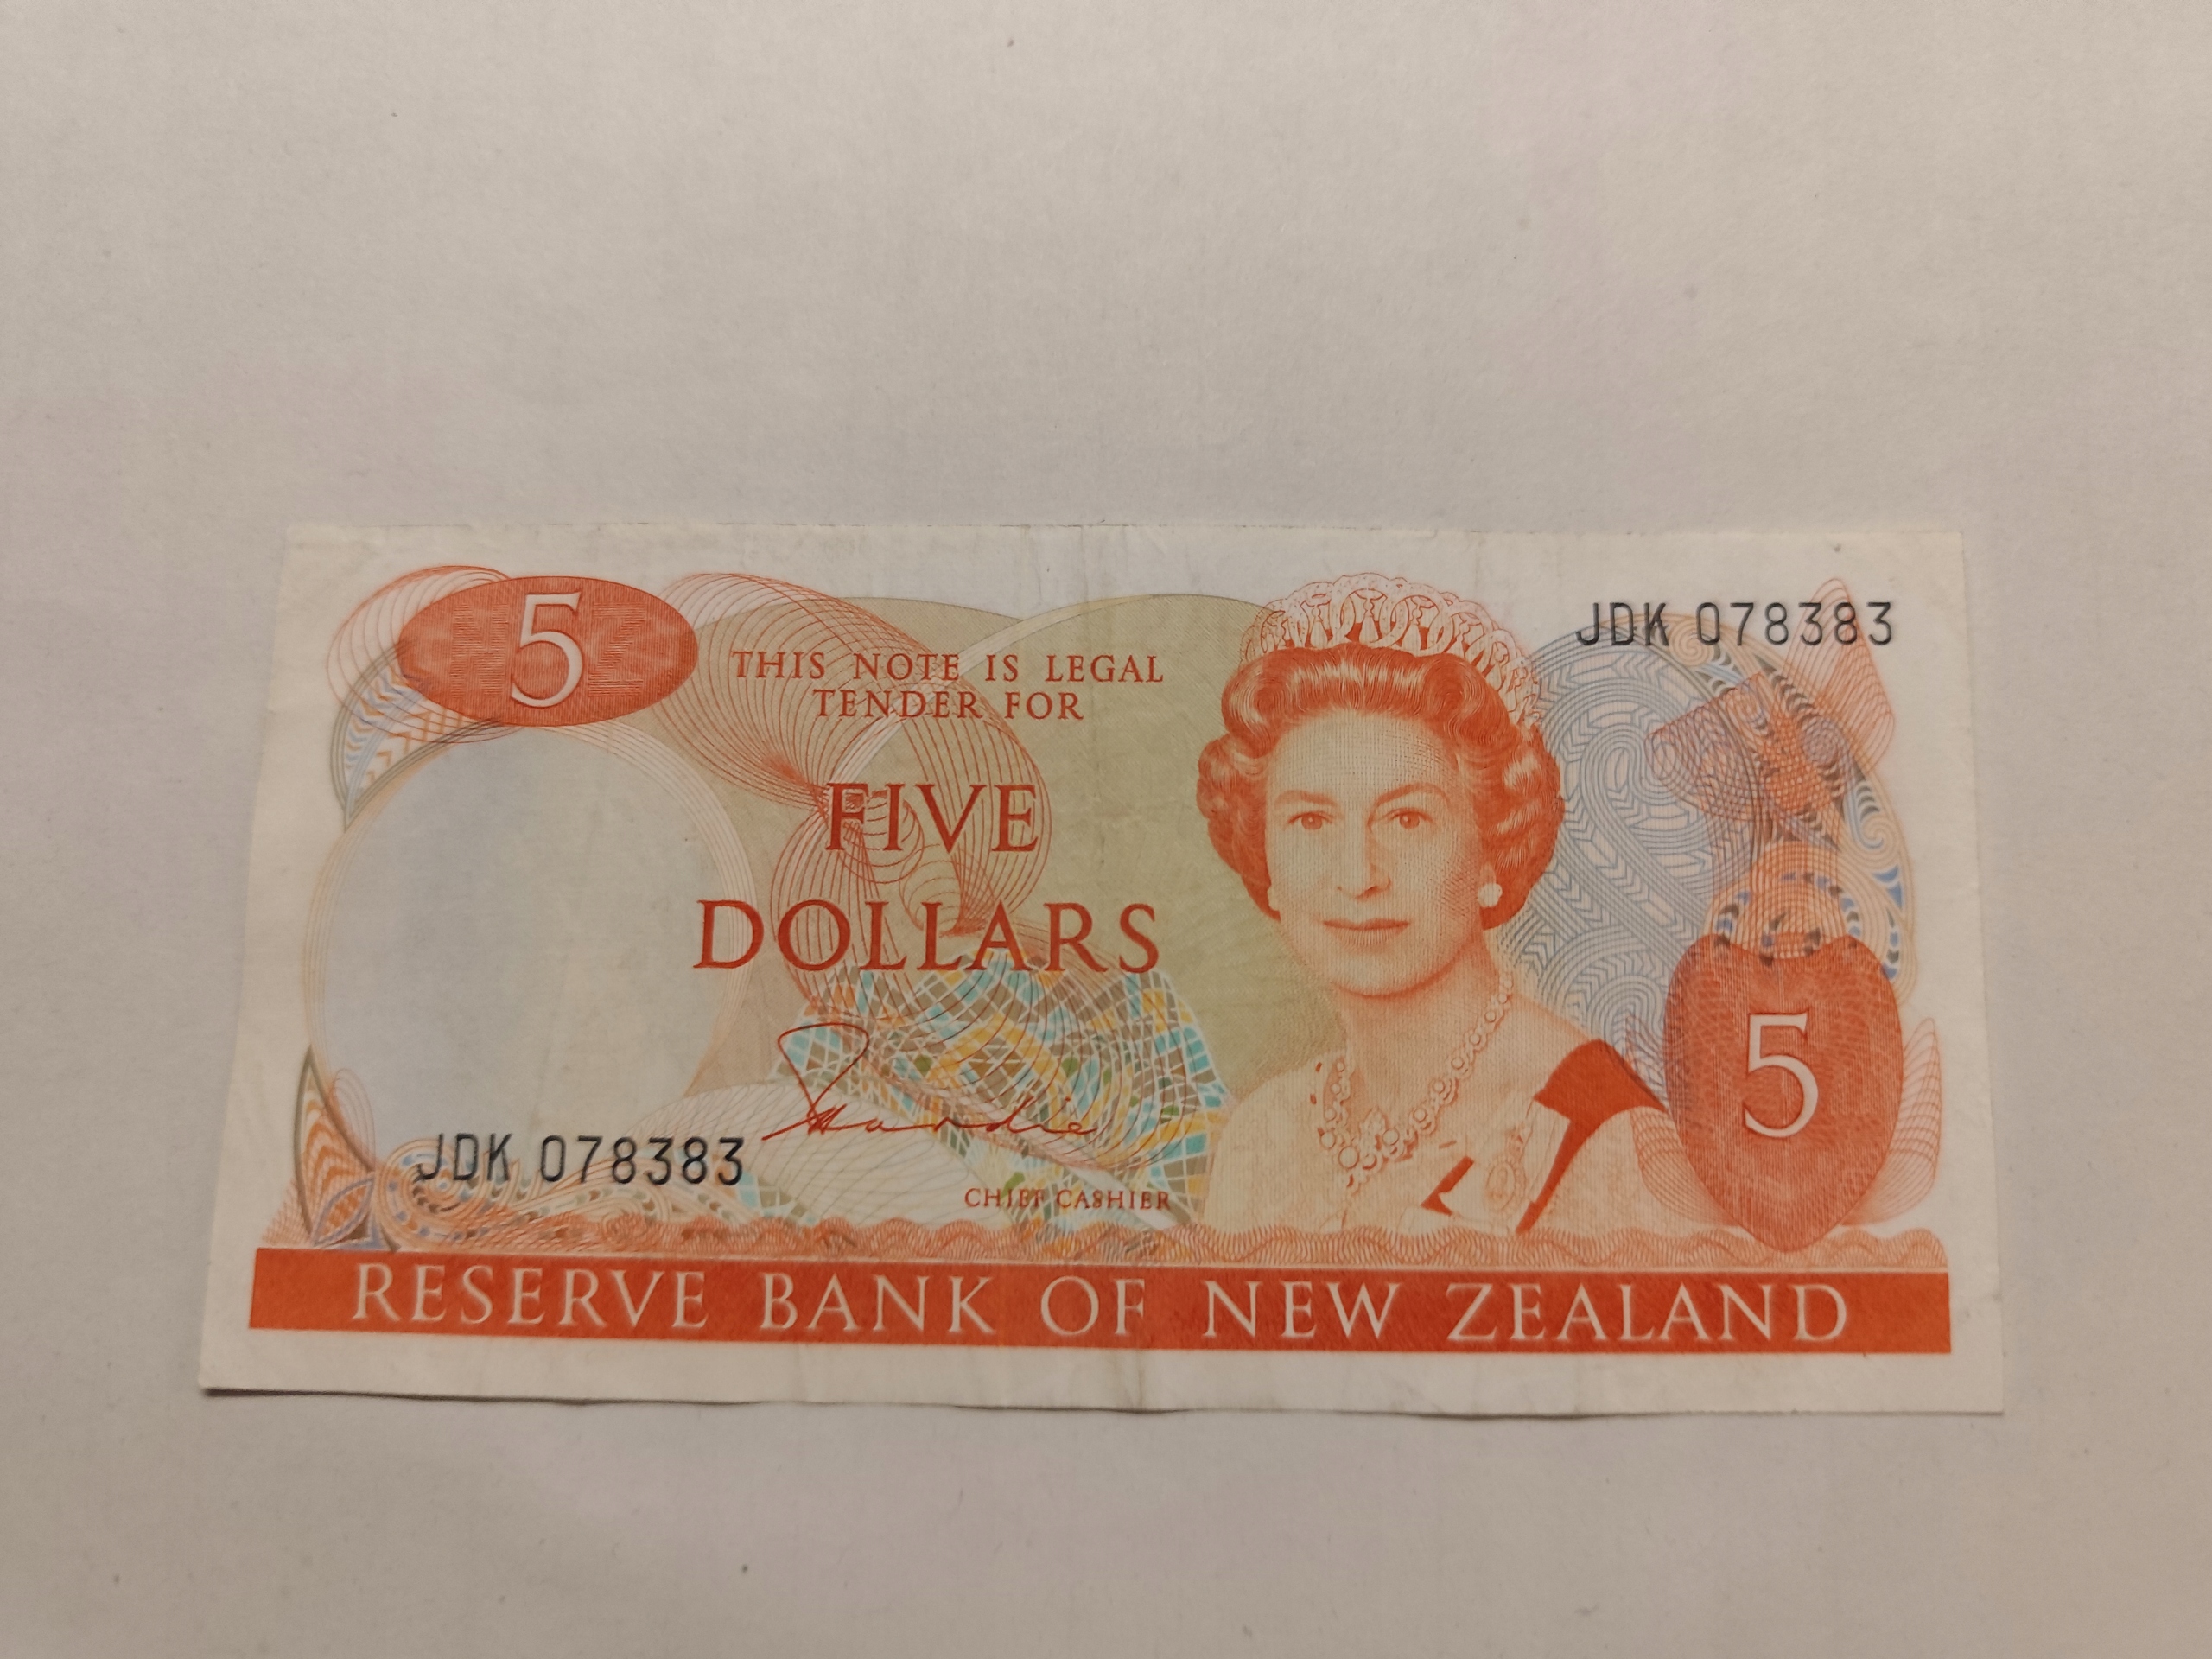 5
JDK 078383
THIS NOTE IS LEGAL
TENDER FOR
FIVE
DOLLARS
5
JDK 078383
CHIEF CASHIER
RESERVE BANK OF NEW ZEALAND